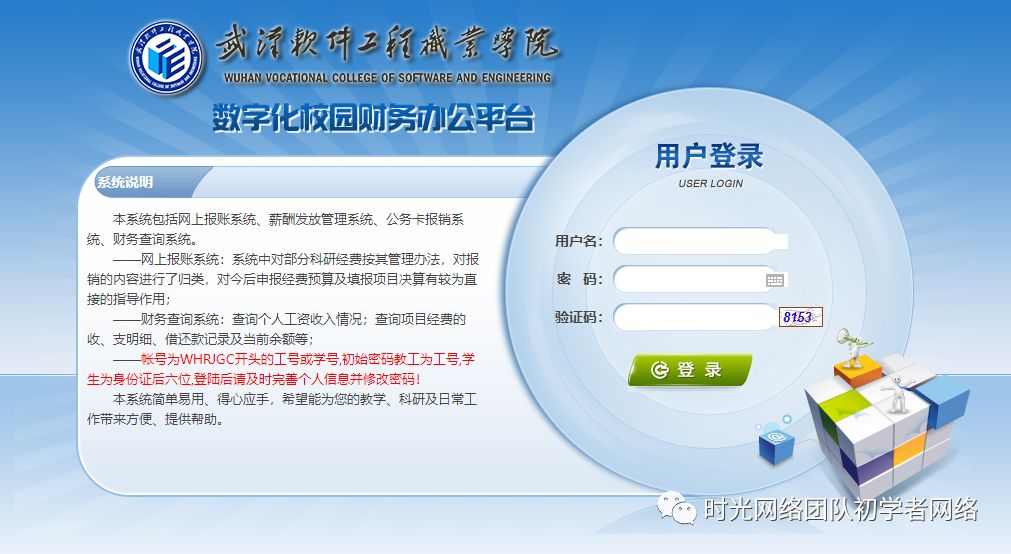 武汉软件工程职业学院
WUHAN VOCATIONAL COLLEGE OF SOFTWARE AND ENGINEERING
数字化校园财务办公平台
系统说明
本系统包括网上报账系统、薪酬发放管理系统、公务卡报销系
统、财务查询系统。
——网上报账系统：系统中对部分科研经费按其管理办法，对报
销的内容进行了归类，对今后申报经费预算及填报项目决算有较为直
接的指导作用；
——财务查询系统：查询个人工资收入情况；查询项目经费的
收、支明细、借还款记录及当前余额等；
——帐号为WHRJGC开头的工号或学号,初始密码教工为工号,学
生为身份证后六位,登陆后请及时完善个人信息并修改密码！
本系统简单易用、得心应手，希望能为您的教学、科研及日常工
作带来方便、提供帮助。
用户登录
USER LOGIN
用户名：
密 码：
验证码：
8153
登 录
时光网络团队初学者网络